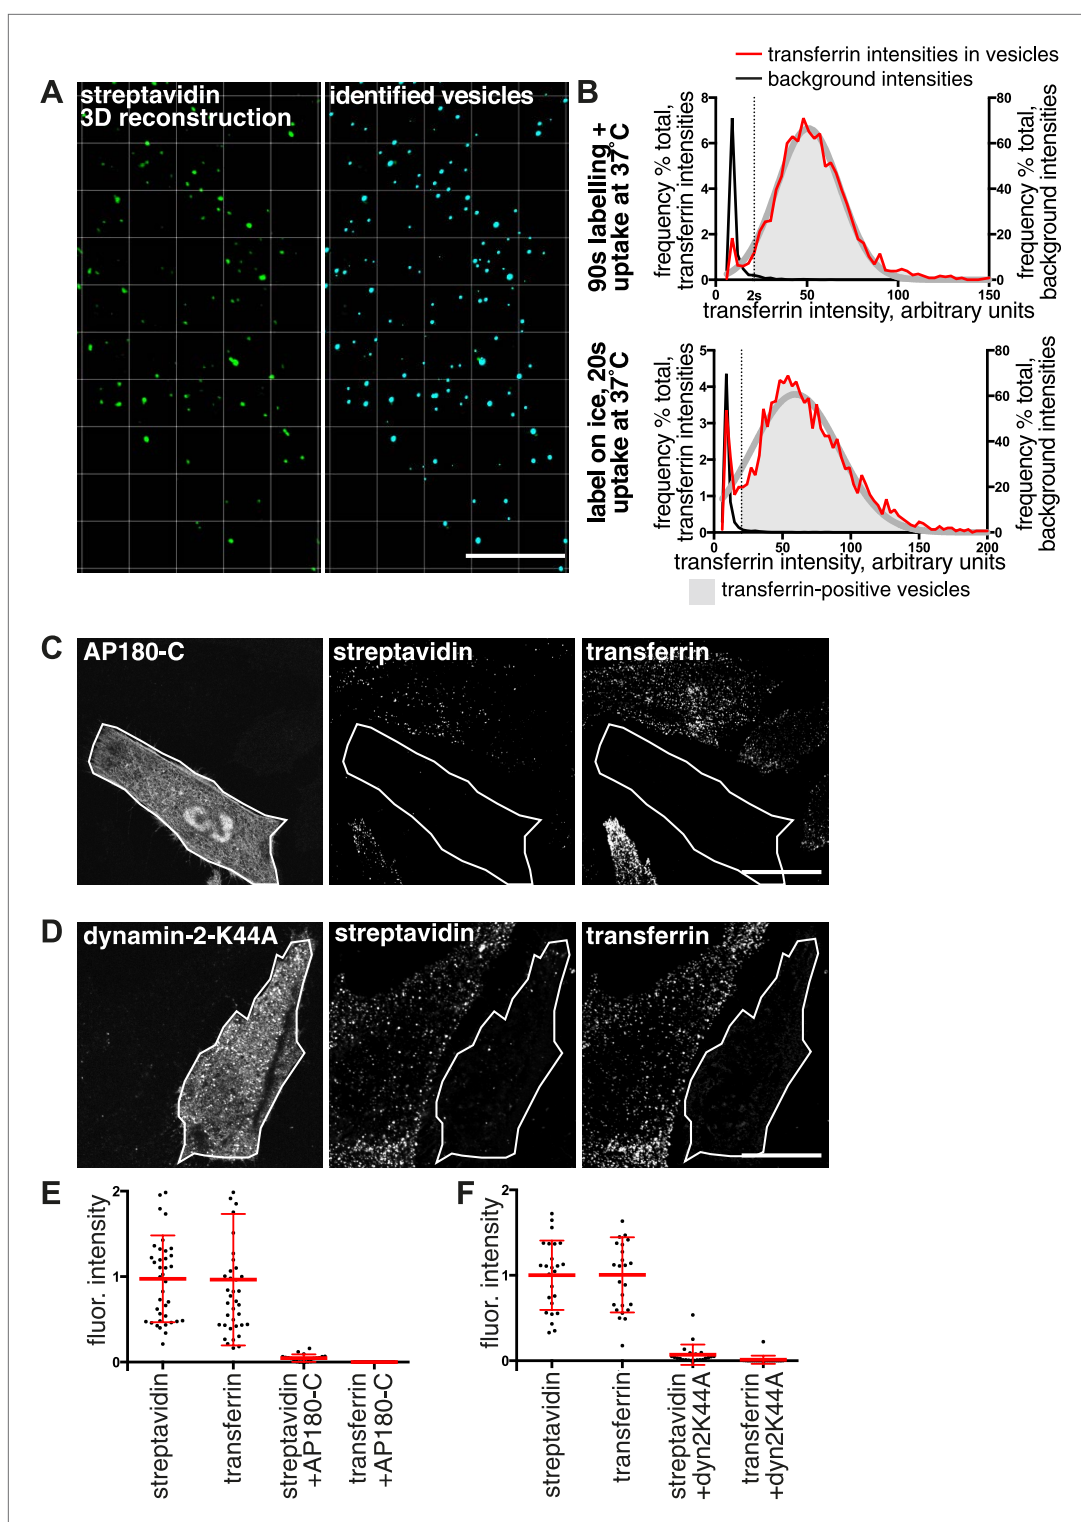 A
streptavidin
3D reconstruction
identified vesicles
transferrin intensities in vesicles
background intensities
B
90s labelling +
uptake at 37˚C
frequency % total,
transferrin intensities
8
6
4
2
0
80
60
40
20
0
frequency % total,
background intensities
0
2s
50
100
150
transferrin intensity, arbitrary units
label on ice, 20s
uptake at 37˚C
frequency % total,
transferrin intensities
5
4
3
2
1
0
80
60
40
20
0
frequency % total,
background intensities
0
50
100
150
200
transferrin intensity, arbitrary units
transferrin-positive vesicles
C
AP180-C
streptavidin
transferrin
D
dynamin-2-K44A
streptavidin
transferrin
E
fluor. intensity
2
1
0
streptavidin
transferrin
streptavidin
+AP180-C
transferrin
+AP180-C
F
fluor. intensity
2
1
0
streptavidin
transferrin
streptavidin
+dyn2K44A
transferrin
+dyn2K44A